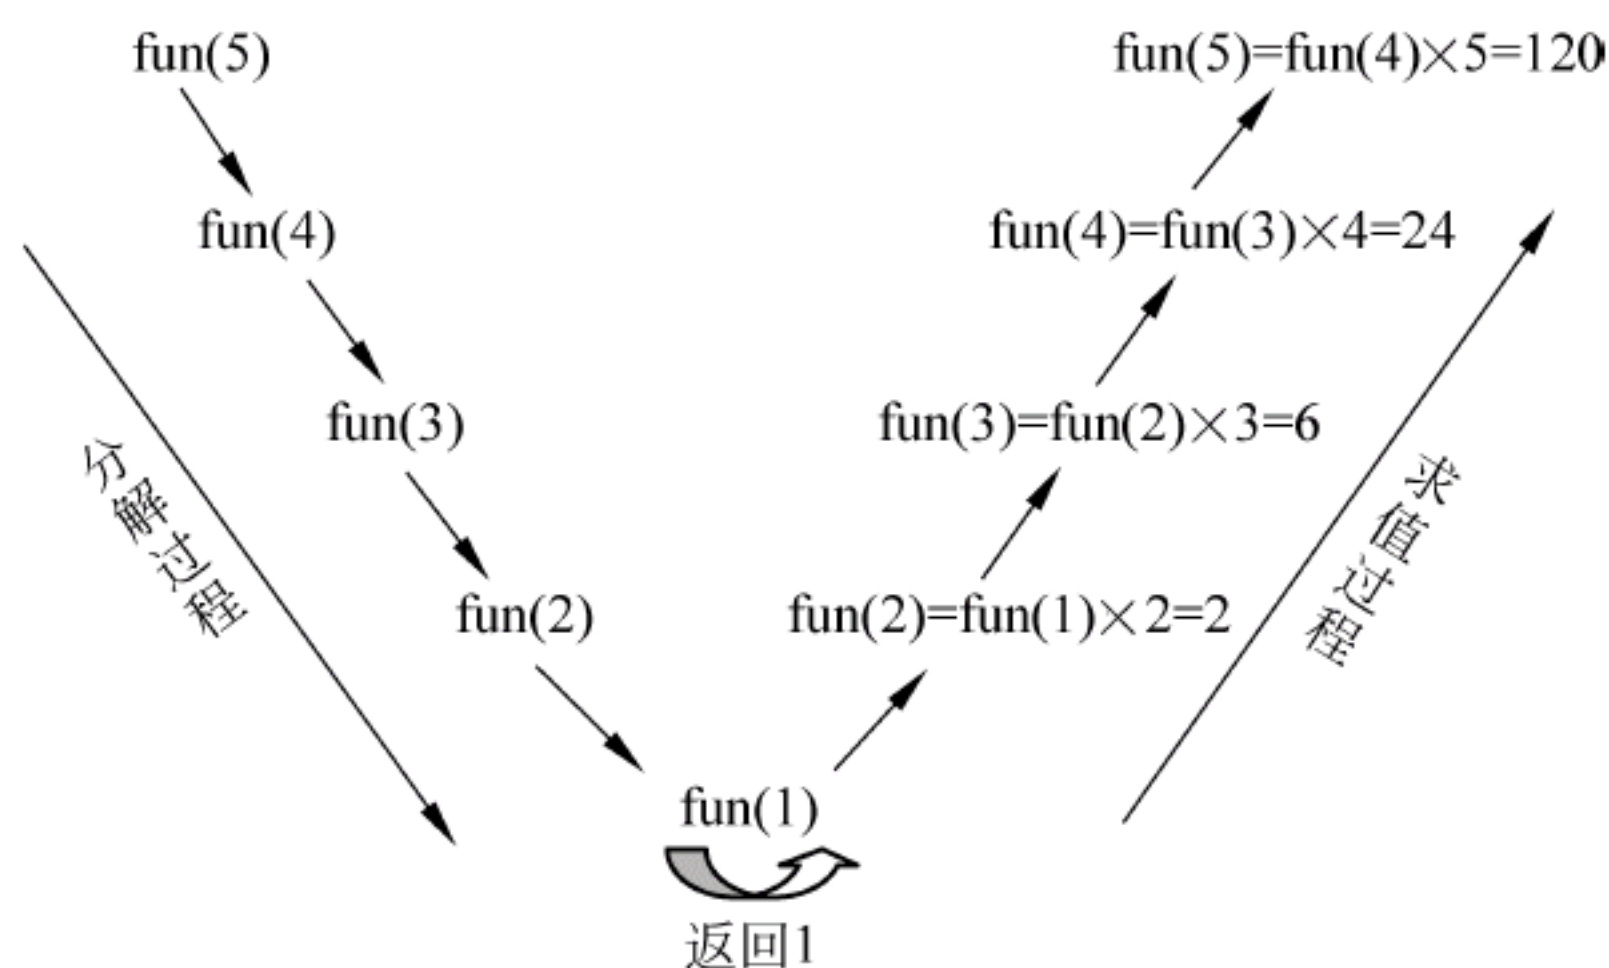 fun(5)
fun(5)=fun(4)×5=120
fun(4)
fun(4)=fun(3)×4=24
fun(3)
fun(3)=fun(2)×3=6
分解过程
求值过程
fun(2)
fun(2)=fun(1)×2=2
fun(1)
返回1